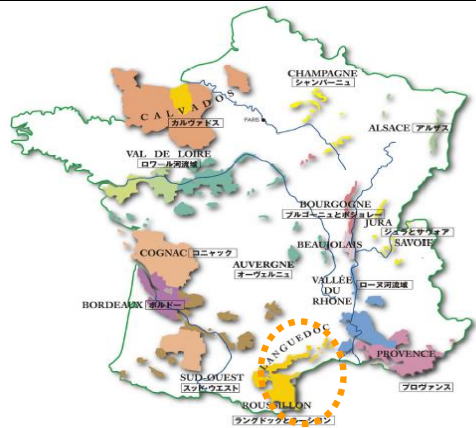 CHAMPAGNE
シャンパーニュ
CALVADOS
カルヴァドス
PARIS
ALSACE アルザス
VAL DE LOIRE
ロワール河流域
BOURGOGNE
ブルゴーニュとボジョレー
JURA
ジュラとサヴォア
SAVOIE
BEAUJOLAIS
COGNAC コニャック
AUVERGNE
オーヴェルニュ
VALLÉE
DU
RHÔNE
ローヌ河流域
BORDEAUX ボルドー
LANGUEDOC
PROVENCE
プロヴァンス
SUD-OUEST
スッド・ウエスト
ROUSSILLON
ラングドックとルーション